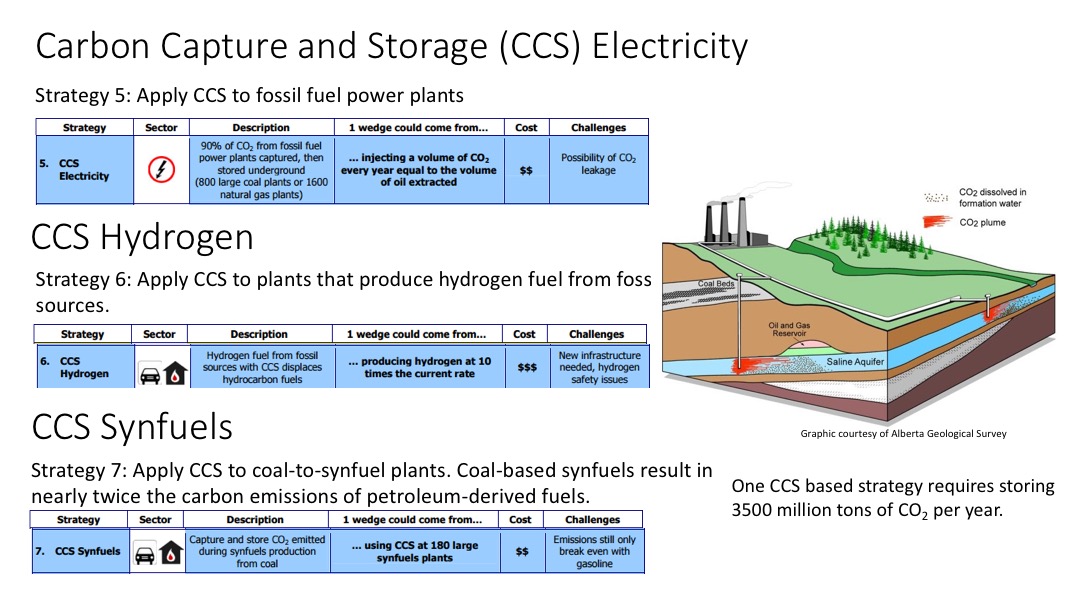 Carbon Capture and Storage (CCS) Electricity
Strategy 5: Apply CCS to fossil fuel power plants
Strategy Sector Description 1 wedge could come from... Cost Challenges
5. CCS Electricity
90% of CO₂ from fossil fuel
power plants captured, then
stored underground
(800 large coal plants or 1600
natural gas plants)
... injecting a volume of CO₂
every year equal to the volume
of oil extracted
$$
Possibility of CO₂
leakage
CCS Hydrogen
Strategy 6: Apply CCS to plants that produce hydrogen fuel from foss
sources.
Strategy Sector Description 1 wedge could come from... Cost Challenges
6. CCS
Hydrogen
Hydrogen fuel from fossil
sources with CCS displaces
hydrocarbon fuels
... producing hydrogen at 10
times the current rate
$$$
New infrastructure
needed, hydrogen
safety issues
CCS Synfuels
Strategy 7: Apply CCS to coal-to-synfuel plants. Coal-based synfuels result in
nearly twice the carbon emissions of petroleum-derived fuels.
Strategy Sector Description 1 wedge could come from... Cost Challenges
7. CCS Synfuels
Capture and store CO₂ emitted
during synfuels production
from coal
... using CCS at 180 large
synfuels plants
$$
Emissions still only
break even with
gasoline
CO₂ dissolved in
formation water
CO₂ plume
Coal Beds
Oil and Gas
Reservoir
Saline Aquifer
Graphic courtesy of Alberta Geological Survey
One CCS based strategy requires storing
3500 million tons of CO₂ per year.